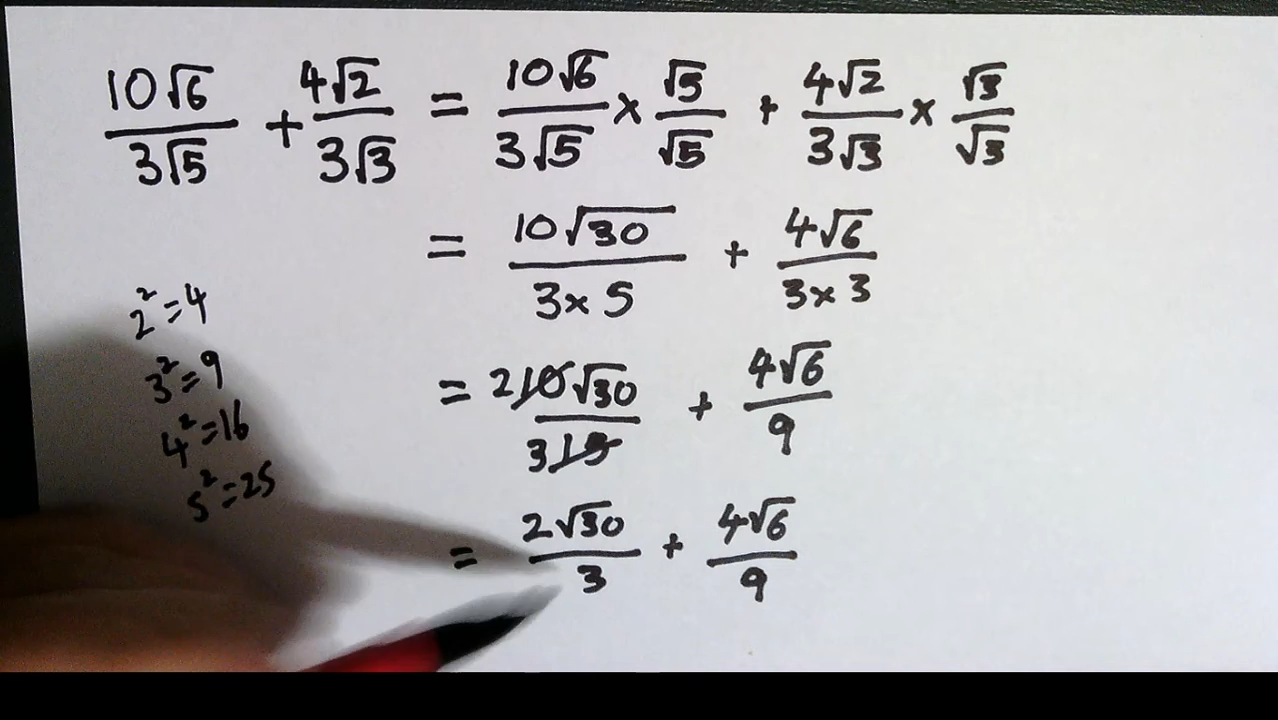 10√6/3√5 + 4√2/3√3 = 10√6/3√5 × √5/√5 + 4√2/3√3 × √3/√3
= 10√30/3×5 + 4√6/3×3
2²=4
3²=9
4²=16
5²=25
= 2 10√30/3 15 + 4√6/9
= 2√30/3 + 4√6/9